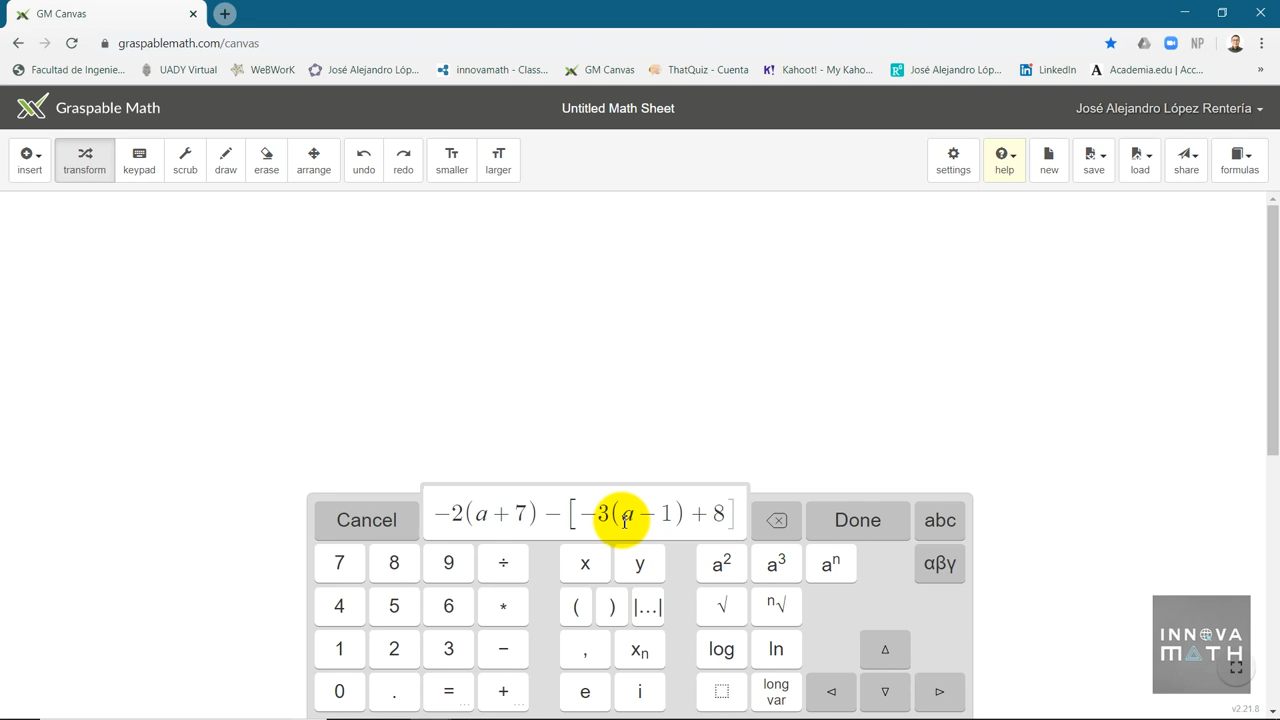 GM Canvas
graspablemath.com/canvas
NP
Facultad de Ingenie...
UADY Virtual
WeBWorK
José Alejandro Lóp...
innovamath - Class...
GM Canvas
ThatQuiz - Cuenta
K! Kahoot! - My Kaho...
José Alejandro Lóp...
in LinkedIn
A Academia.edu | Acc...
»
Graspable Math
Untitled Math Sheet
José Alejandro López Rentería
insert
transform
keypad
scrub
draw
erase
arrange
undo
redo
smaller
larger
settings
help
new
save
load
share
formulas
Cancel
−2(a + 7) − [−3(a − 1) + 8]
Done
abc
7 8 9 ÷ x y a² a³ aⁿ αβγ
4 5 6 * ( ) |...| √ ⁿ√
1 2 3 − , xₙ log ln
0 . = + e i long var
INNOVA
MATH
v2.21.8